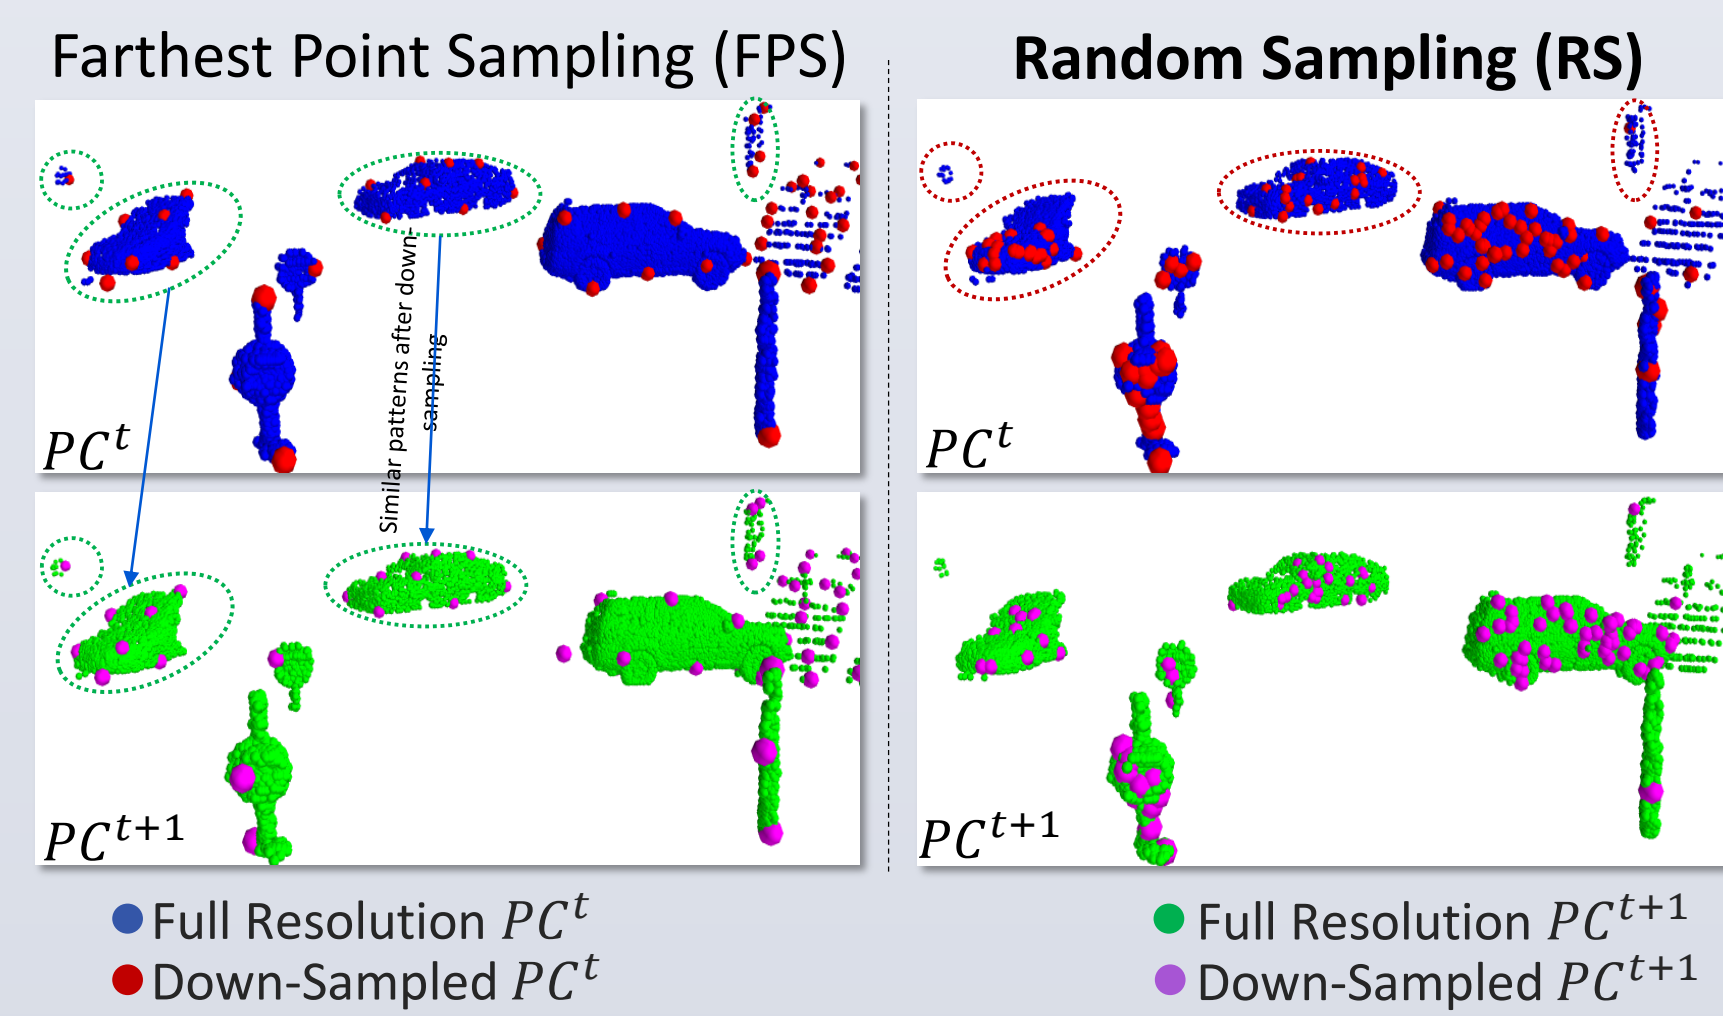 Farthest Point Sampling (FPS)
Random Sampling (RS)
Similar patterns after down-
sampling
PC^t
PC^t
PC^{t+1}
PC^{t+1}
Full Resolution PC^t
Down-Sampled PC^t
Full Resolution PC^{t+1}
Down-Sampled PC^{t+1}